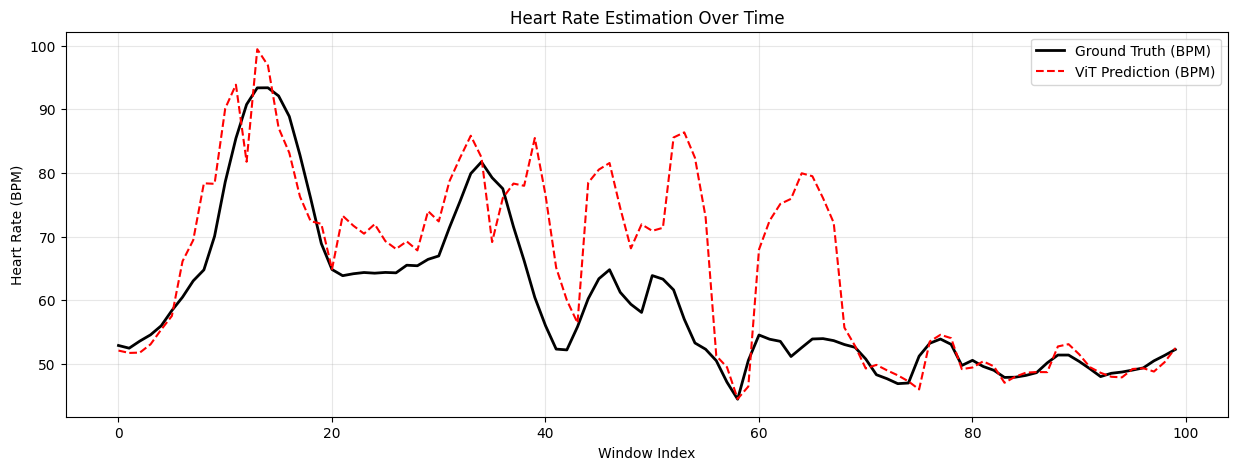 Heart Rate Estimation Over Time
Ground Truth (BPM)
ViT Prediction (BPM)
Heart Rate (BPM)
100
90
80
70
60
50
0 20 40 60 80 100
Window Index